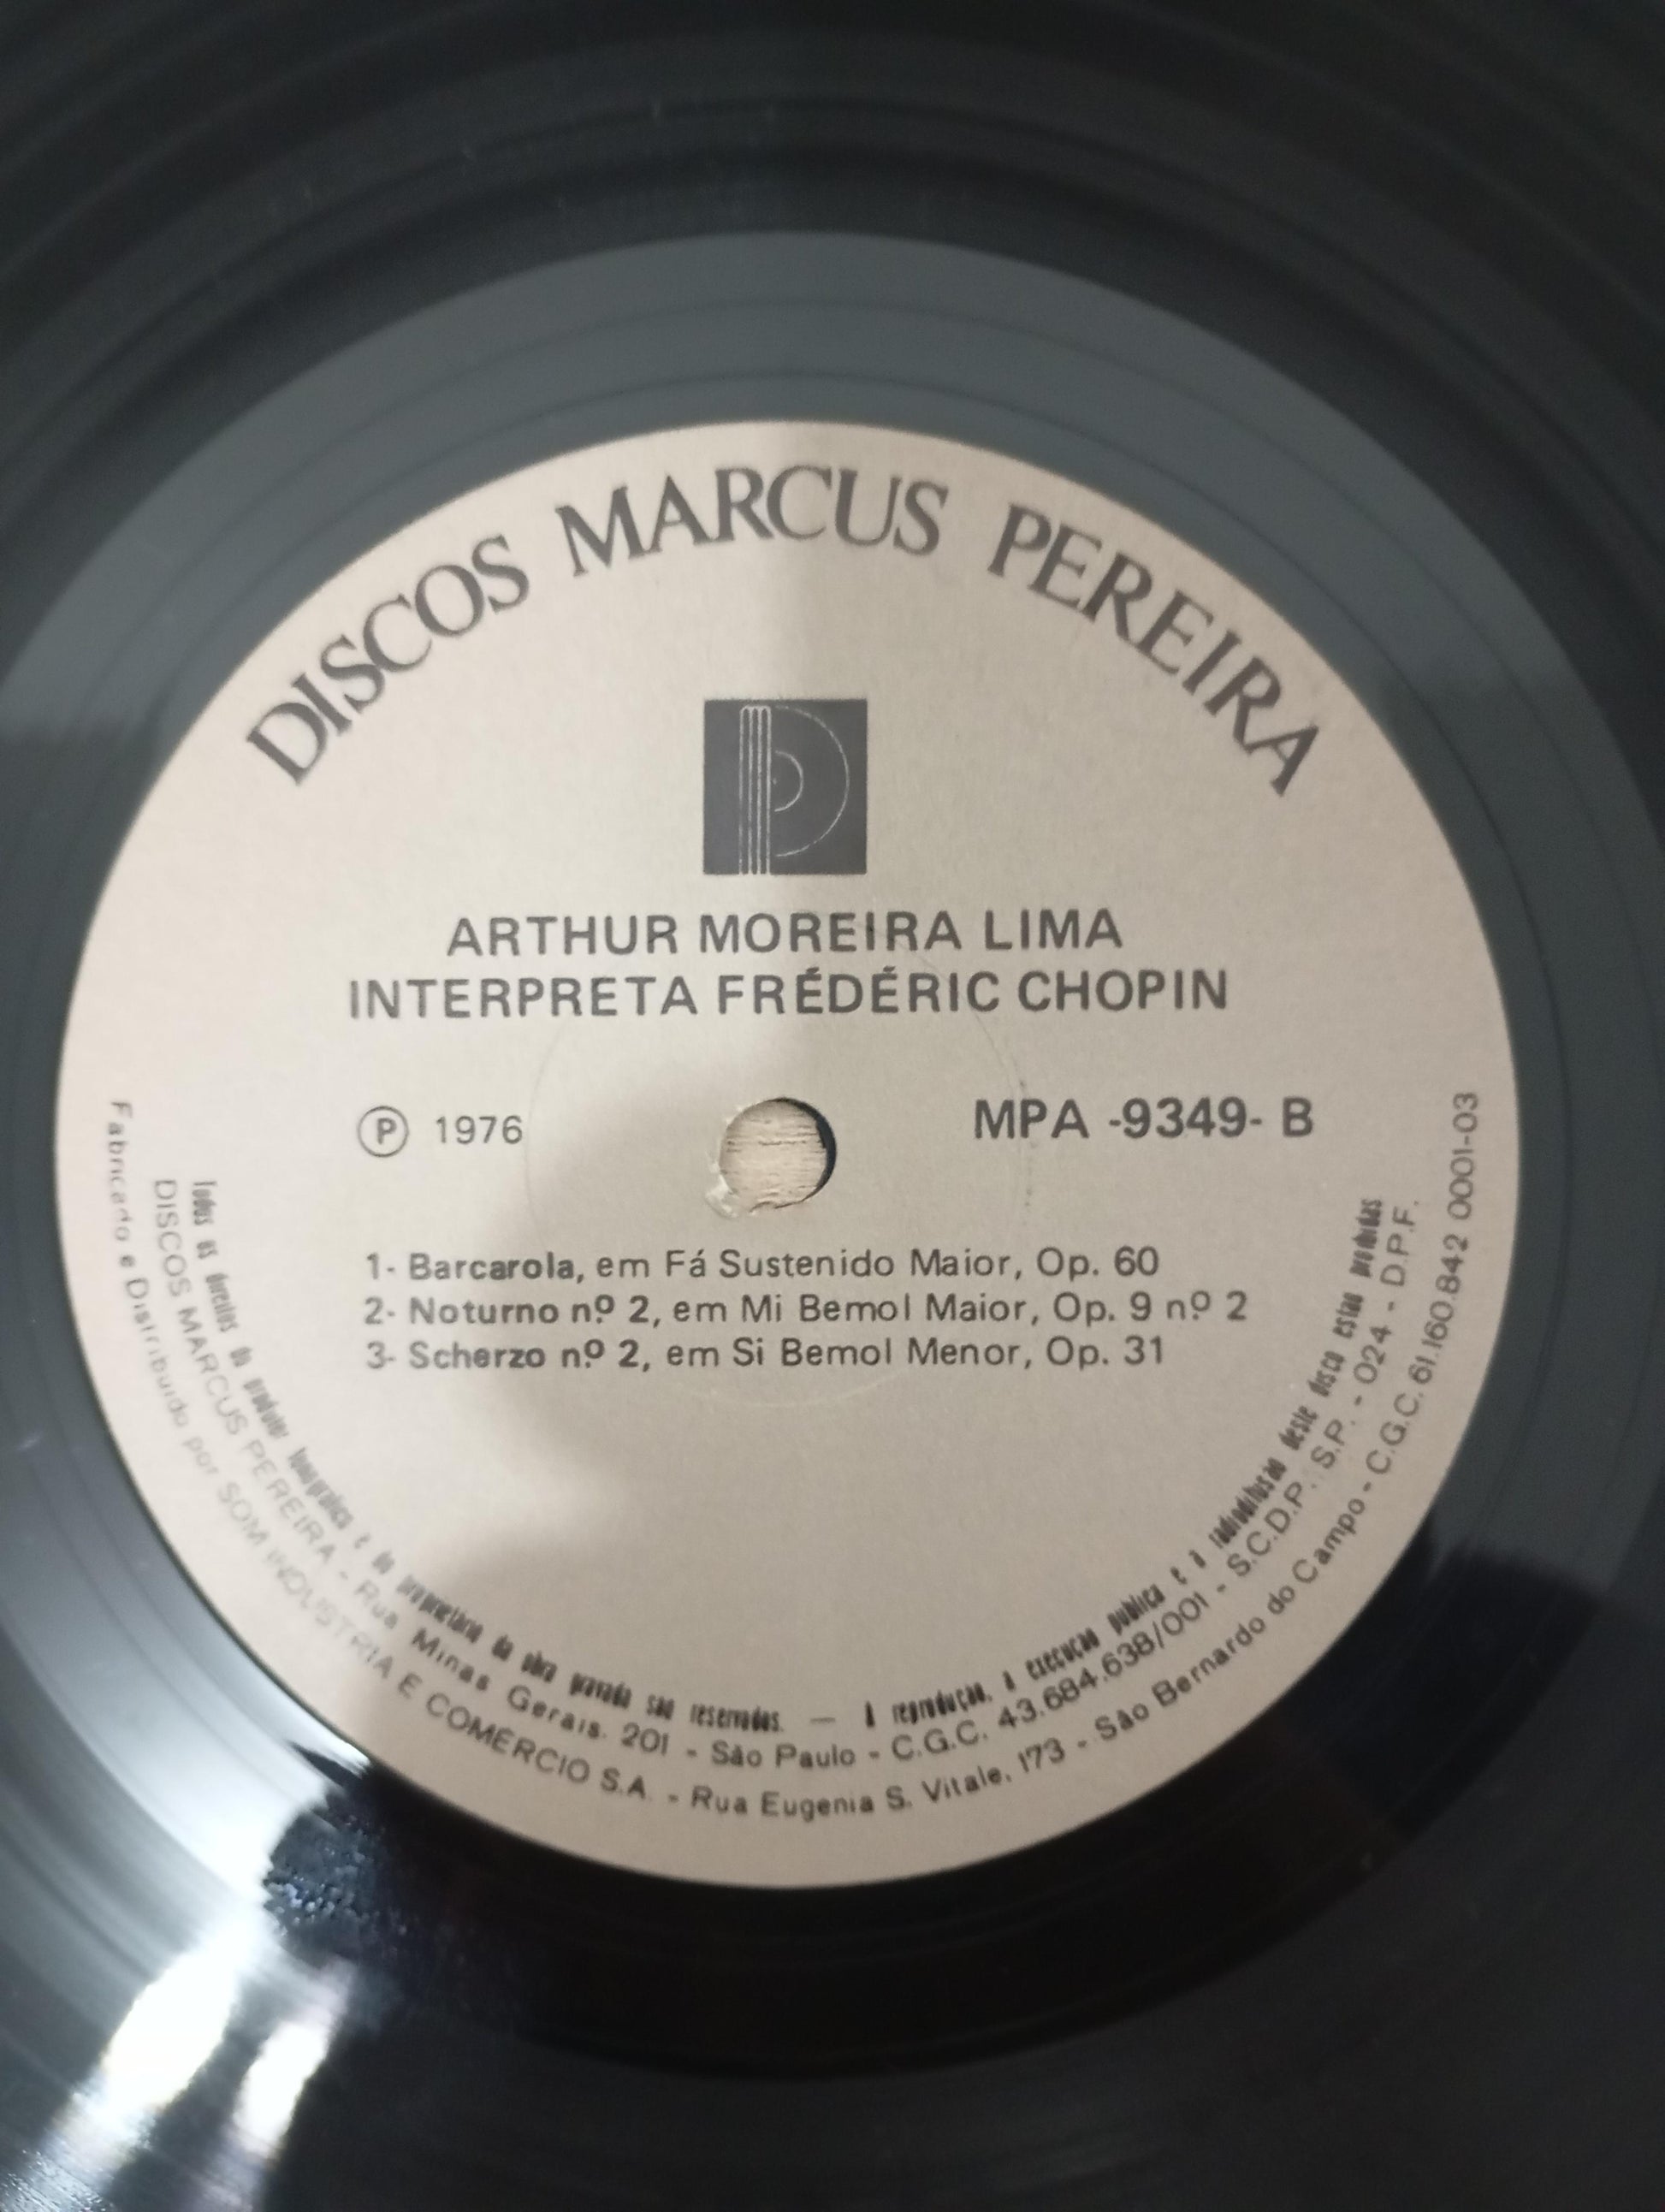 DISCOS MARCUS PEREIRA
ARTHUR MOREIRA LIMA
INTERPRETA FRÉDÉRIC CHOPIN
Ⓟ 1976
MPA -9349- B
1- Barcarola, em Fá Sustenido Maior, Op. 60
2- Noturno nº 2, em Mi Bemol Maior, Op. 9 nº 2
3- Scherzo nº 2, em Si Bemol Menor, Op. 31
Todos os direitos do produtor fonográfico e do proprietário da obra gravada são reservados. — A reprodução, a execução pública e a radiodifusão deste disco estão proibidas
DISCOS MARCUS PEREIRA - Rua Minas Gerais. 201 - São Paulo - C.G.C. 43.684.638/001 - S.C.D.P. S.P. - 024 - D.P.F.
Fabricado e Distribuido por SOM INDUSTRIA E COMÉRCIO S.A. - Rua Eugenia S. Vitale, 173 - São Bernardo do Campo - C.G.C. 61.160.842 0001-03